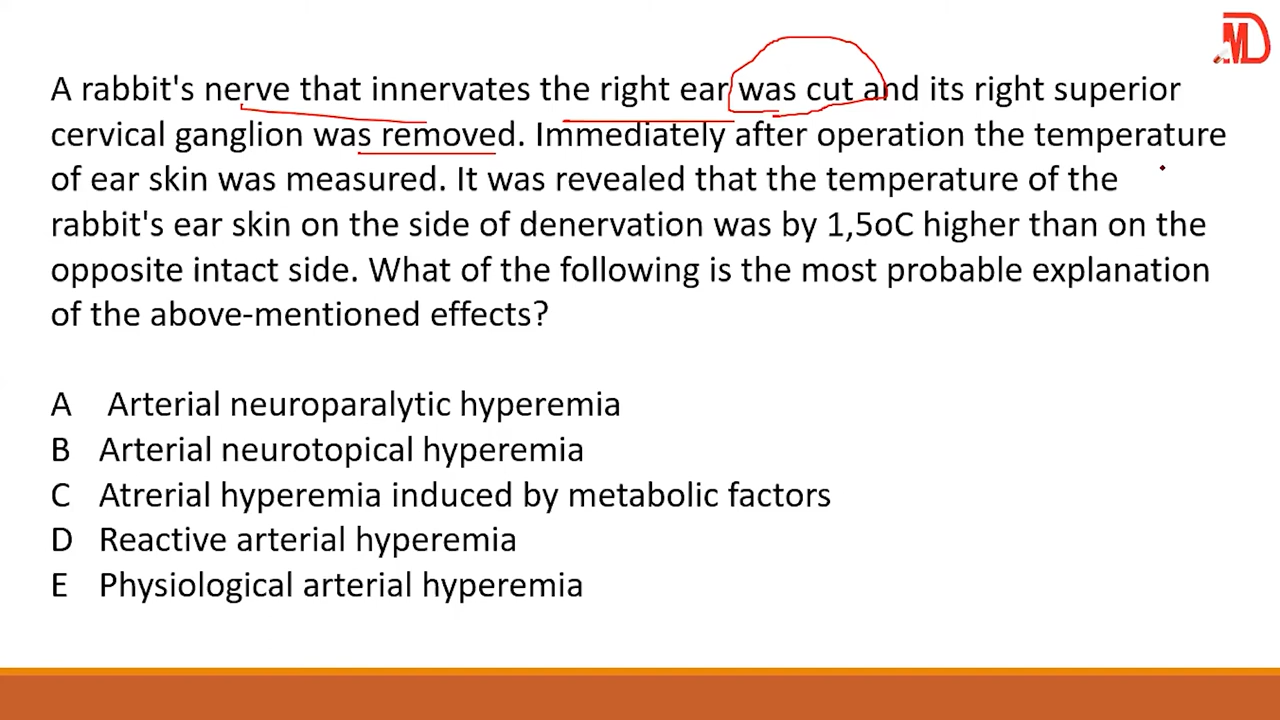 MD
A rabbit's nerve that innervates the right ear was cut and its right superior
cervical ganglion was removed. Immediately after operation the temperature
of ear skin was measured. It was revealed that the temperature of the
rabbit's ear skin on the side of denervation was by 1,5oC higher than on the
opposite intact side. What of the following is the most probable explanation
of the above-mentioned effects?
A Arterial neuroparalytic hyperemia
B Arterial neurotopical hyperemia
C Atrerial hyperemia induced by metabolic factors
D Reactive arterial hyperemia
E Physiological arterial hyperemia